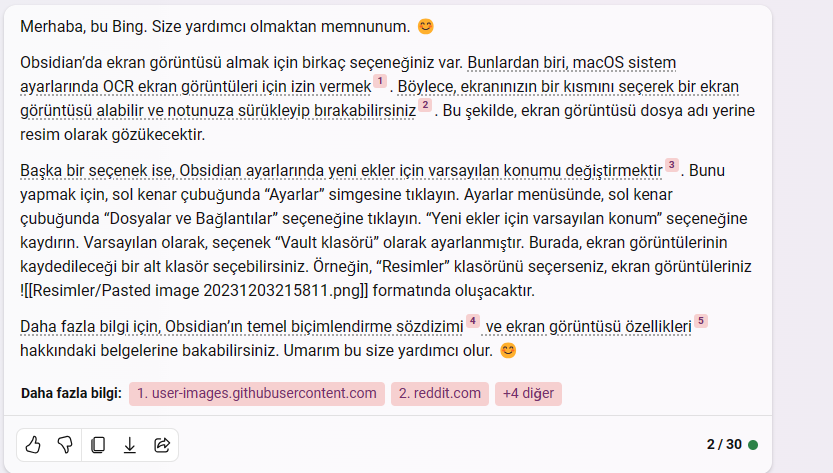 Merhaba, bu Bing. Size yardımcı olmaktan memnunum. 😊
Obsidian’da ekran görüntüsü almak için birkaç seçeneğiniz var. Bunlardan biri, macOS sistem
ayarlarında OCR ekran görüntüleri için izin vermek 1 . Böylece, ekranınızın bir kısmını seçerek bir ekran
görüntüsü alabilir ve notunuza sürükleyip bırakabilirsiniz 2 . Bu şekilde, ekran görüntüsü dosya adı yerine
resim olarak gözükecektir.
Başka bir seçenek ise, Obsidian ayarlarında yeni ekler için varsayılan konumu değiştirmektir 3 . Bunu
yapmak için, sol kenar çubuğunda “Ayarlar” simgesine tıklayın. Ayarlar menüsünde, sol kenar
çubuğunda “Dosyalar ve Bağlantılar” seçeneğine tıklayın. “Yeni ekler için varsayılan konum” seçeneğine
kaydırın. Varsayılan olarak, seçenek “Vault klasörü” olarak ayarlanmıştır. Burada, ekran görüntülerinin
kaydedileceği bir alt klasör seçebilirsiniz. Örneğin, “Resimler” klasörünü seçerseniz, ekran görüntüleriniz
![[Resimler/Pasted image 20231203215811.png]] formatında oluşacaktır.
Daha fazla bilgi için, Obsidian’ın temel biçimlendirme sözdizimi 4 ve ekran görüntüsü özellikleri 5
hakkındaki belgelerine bakabilirsiniz. Umarım bu size yardımcı olur. 😊
Daha fazla bilgi: 1. user-images.githubusercontent.com 2. reddit.com +4 diğer
2 / 30